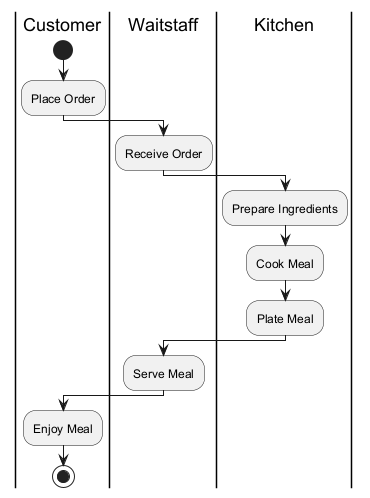 Customer
Waitstaff
Kitchen
Place Order
Receive Order
Prepare Ingredients
Cook Meal
Plate Meal
Serve Meal
Enjoy Meal